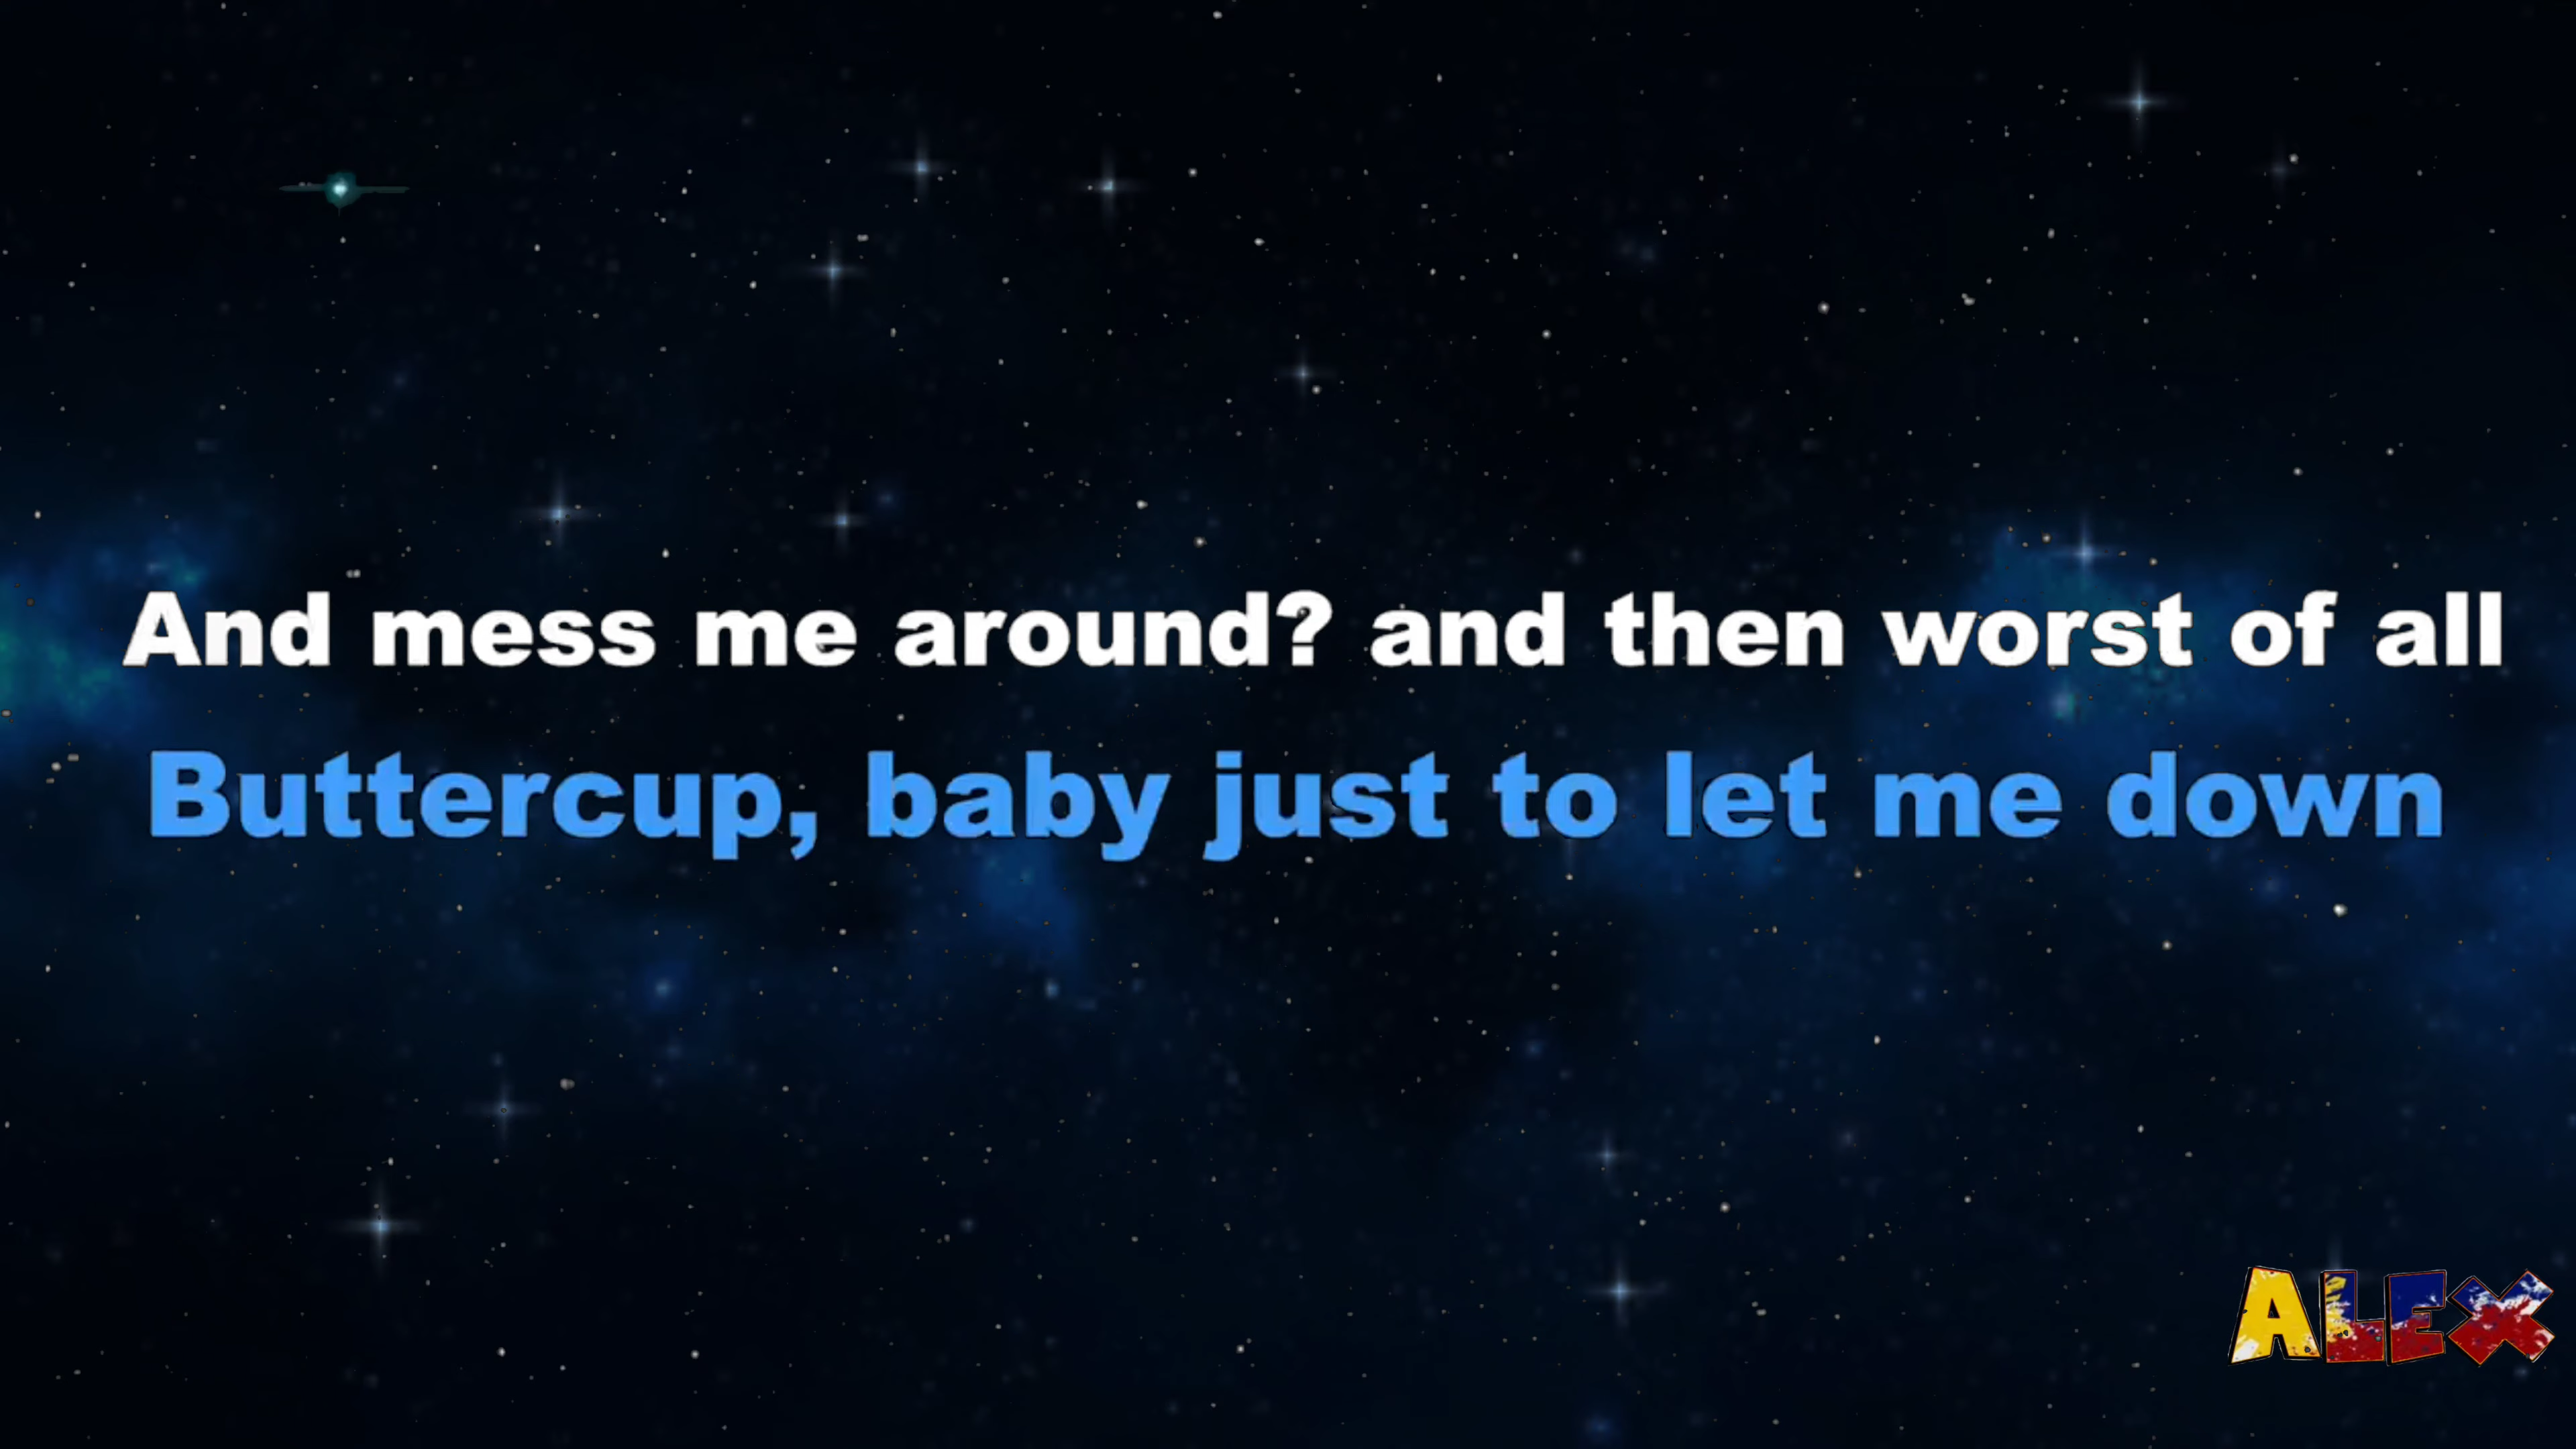 And mess me around? and then worst of all
Buttercup, baby just to let me down
ALEX